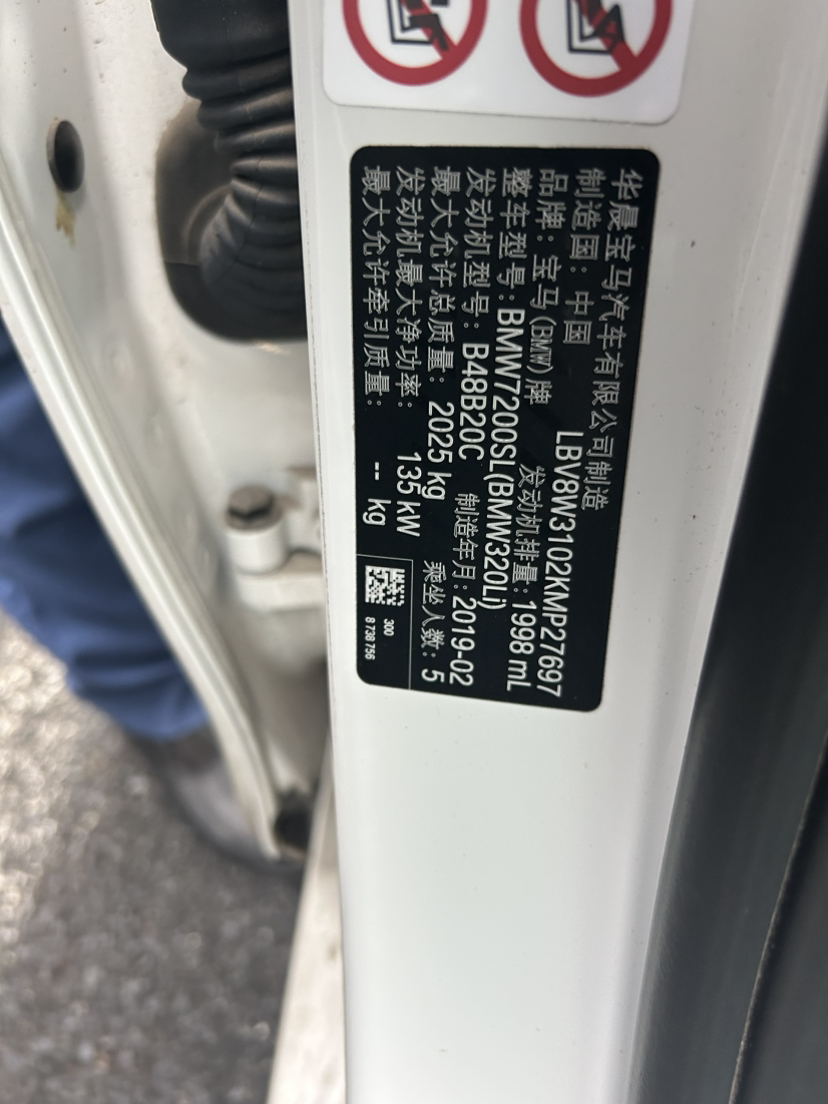 华晨宝马汽车有限公司制造
制造国：中国 LBV8W3102KMP27697
品牌：宝马(BMW)牌 发动机排量：1998 mL
整车型号：BMW7200SL(BMW320Li)
发动机型号：B48B20C 制造年月：2019-02
最大允许总质量：2025 kg 乘坐人数：5
发动机最大净功率：135 kW
最大允许牵引质量：-- kg
300
8 738 756